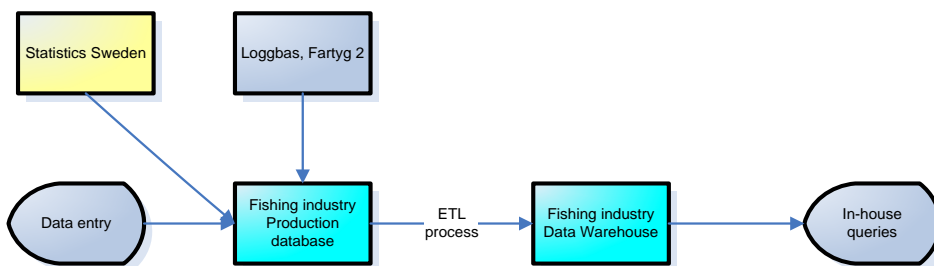 Statistics Sweden
Loggbas, Fartyg 2
Data entry
Fishing industry
Production
database
ETL
process
Fishing industry
Data Warehouse
In-house
queries